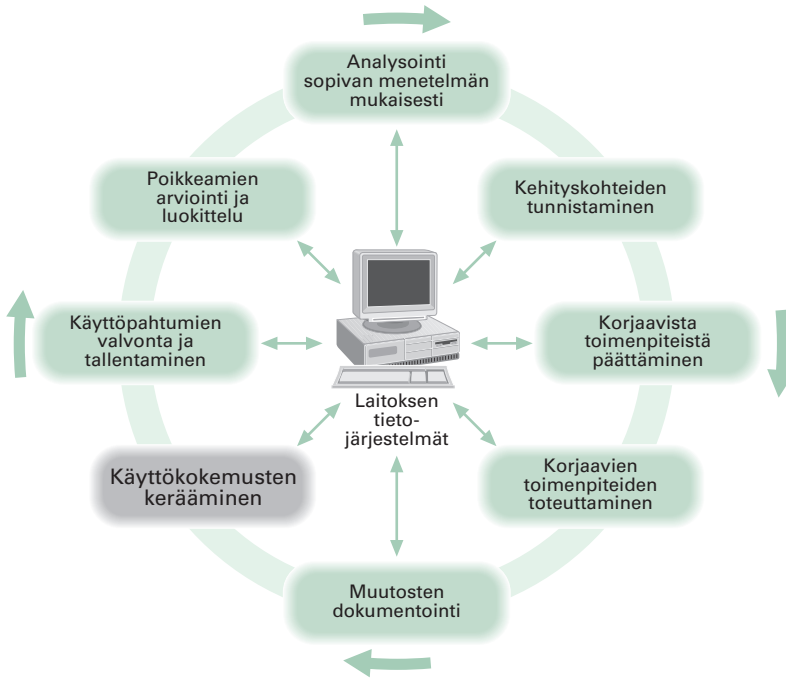 Analysointi
sopivan menetelmän
mukaisesti
Poikkeamien
arviointi ja
luokittelu
Kehityskohteiden
tunnistaminen
Käyttöpahtumien
valvonta ja
tallentaminen
Korjaavista
toimenpiteistä
päättäminen
Laitoksen
tieto-
järjestelmät
Käyttökokemusten
kerääminen
Korjaavien
toimenpiteiden
toteuttaminen
Muutosten
dokumentointi